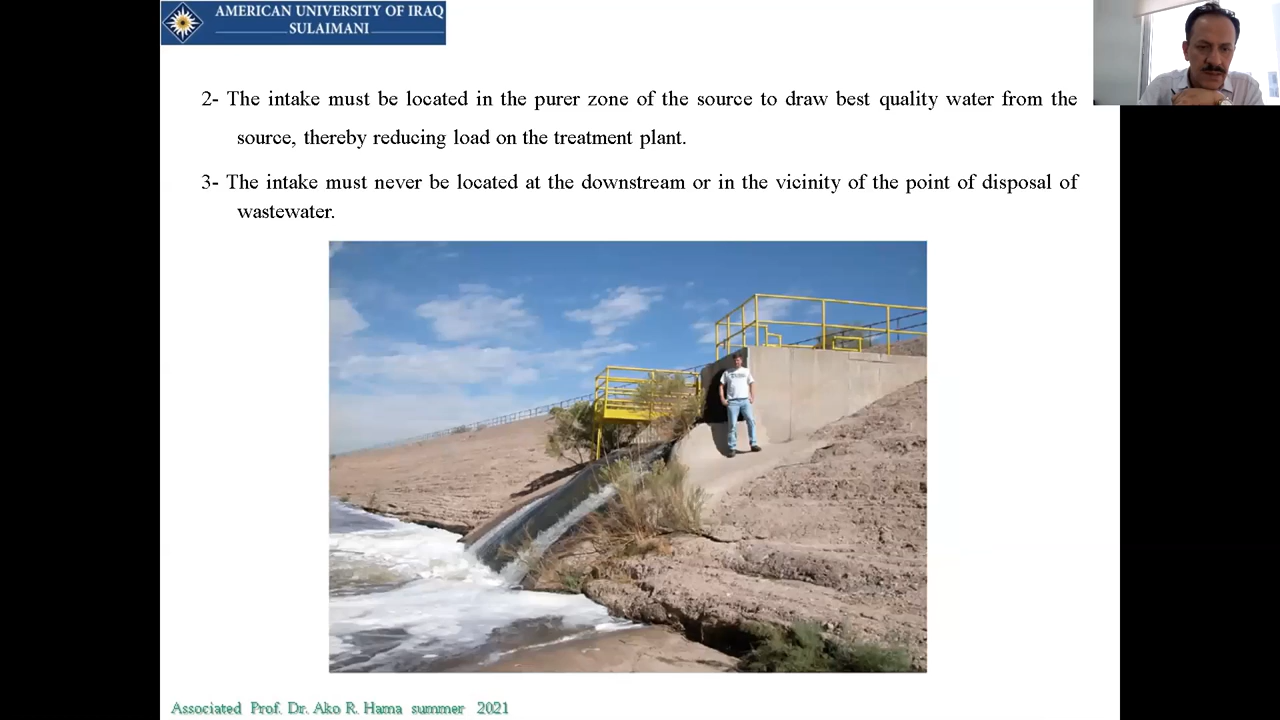 AMERICAN UNIVERSITY OF IRAQ
SULAIMANI
2- The intake must be located in the purer zone of the source to draw best quality water from the
source, thereby reducing load on the treatment plant.
3- The intake must never be located at the downstream or in the vicinity of the point of disposal of
wastewater.
Associated Prof. Dr. Ako R. Hama summer 2021